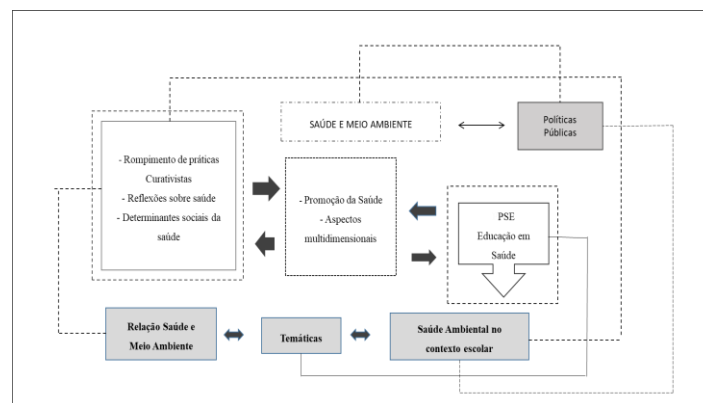 SAÚDE E MEIO AMBIENTE
Políticas
Públicas
- Rompimento de práticas
Curativistas
- Reflexões sobre saúde
- Determinantes sociais da
saúde
- Promoção da Saúde
- Aspectos
multidimensionais
PSE
Educação em
Saúde
Relação Saúde e
Meio Ambiente
Temáticas
Saúde Ambiental no
contexto escolar